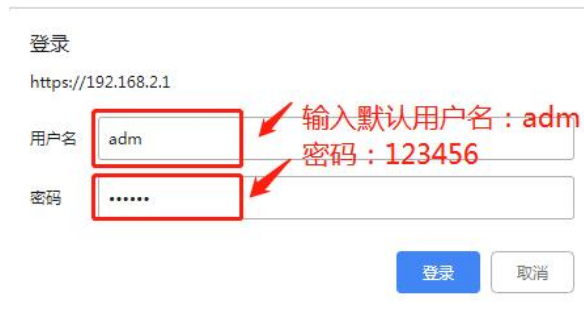 登录
https://192.168.2.1
用户名 adm
输入默认用户名：adm
密码：123456
密码 ••••••
登录 取消